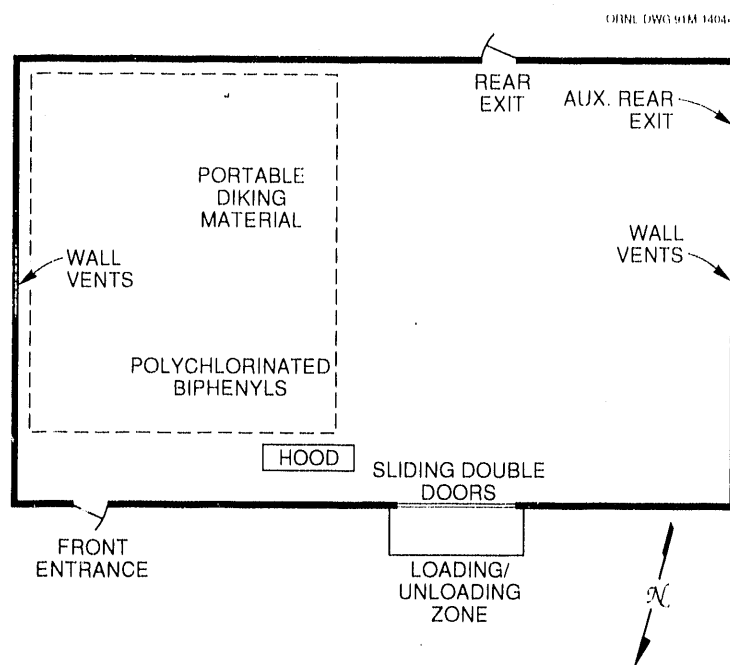 ORNL DWG 91M 1404
REAR
EXIT
AUX. REAR
EXIT
PORTABLE
DIKING
MATERIAL
WALL
VENTS
WALL
VENTS
POLYCHLORINATED
BIPHENYLS
HOOD
SLIDING DOUBLE
DOORS
FRONT
ENTRANCE
LOADING/
UNLOADING
ZONE
N